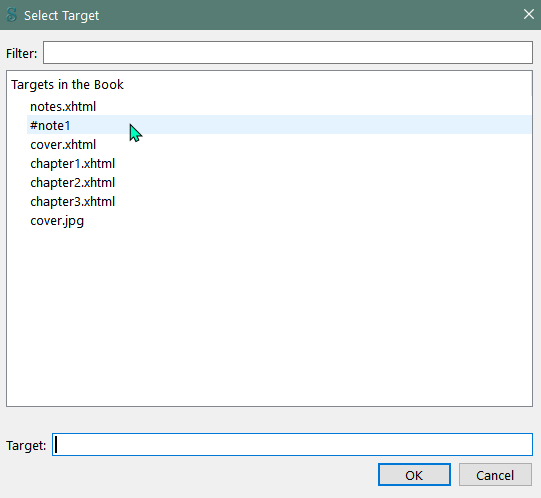 Select Target
Filter:
Targets in the Book
notes.xhtml
#note1
cover.xhtml
chapter1.xhtml
chapter2.xhtml
chapter3.xhtml
cover.jpg
Target:
OK Cancel